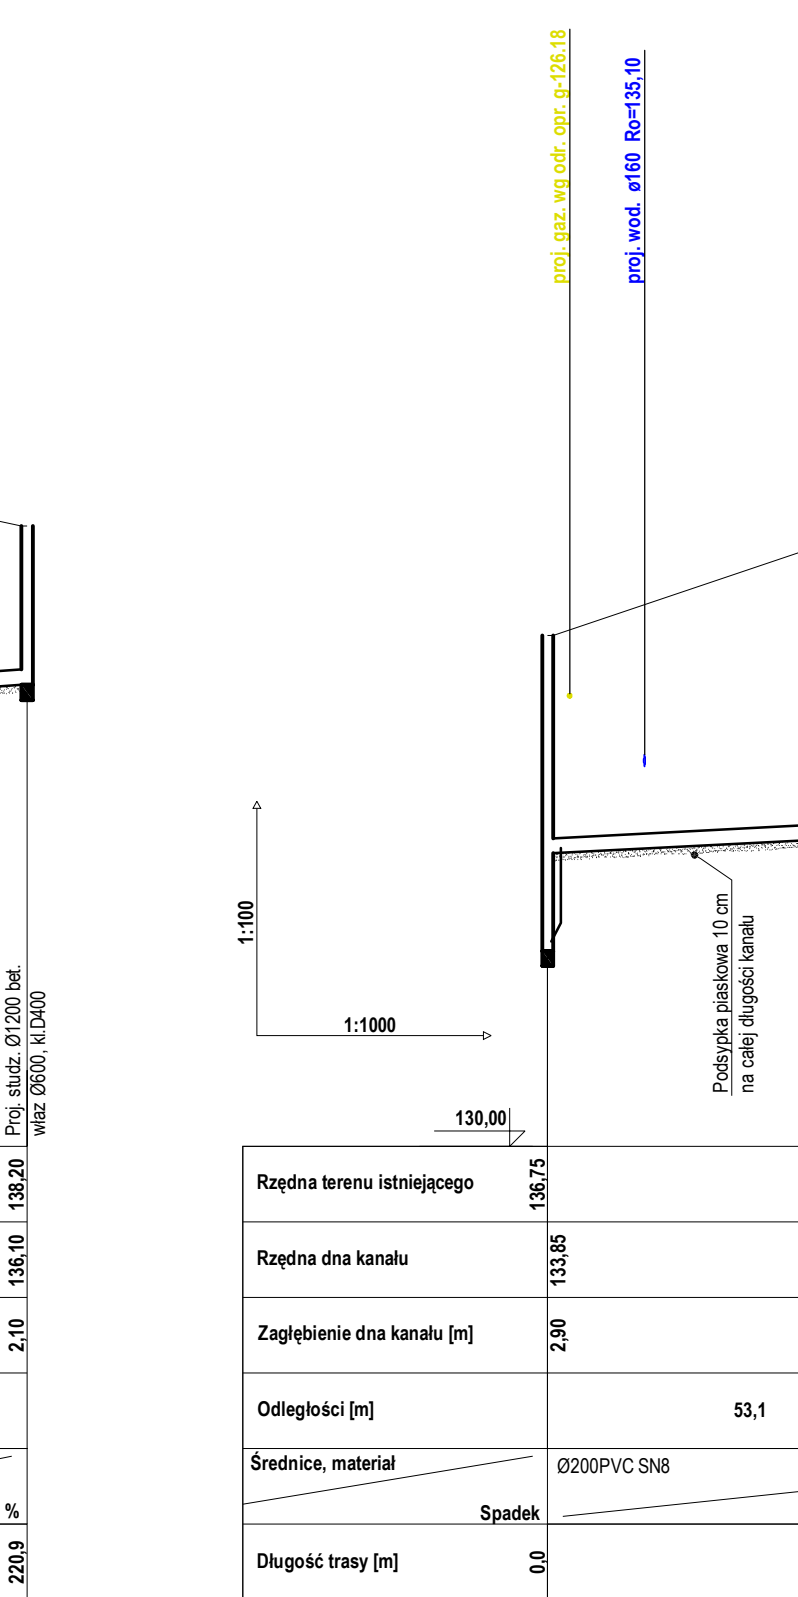 proj. gaz. wg odr. opr. g-126.18
proj. wod. ø160 Ro=135,10
1:100
1:1000
Podsypka piaskowa 10 cm
na całej długości kanału
Proj. studz. Ø1200 bet.
właz Ø600, kl.D400
130,00
138,20
Rzędna terenu istniejącego
136,75
136,10
Rzędna dna kanału
133,85
2,10
Zagłębienie dna kanału [m]
2,90
Odległości [m]
53,1
Średnice, materiał
Ø200PVC SN8
%
Spadek
220,9
Długość trasy [m]
0,0